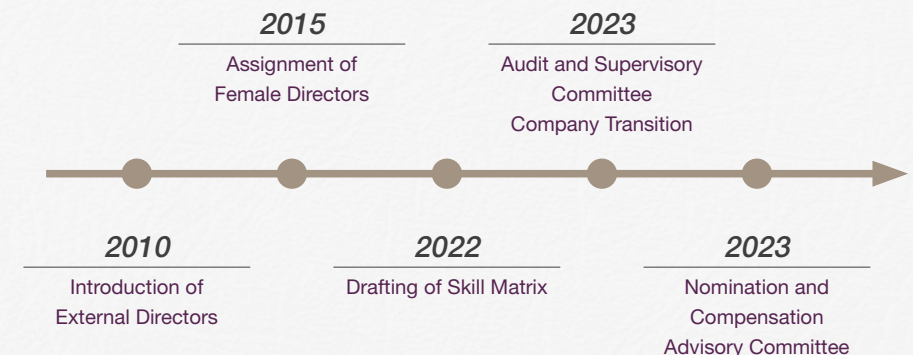 2015
Assignment of
Female Directors
2023
Audit and Supervisory
Committee
Company Transition
2010
Introduction of
External Directors
2022
Drafting of Skill Matrix
2023
Nomination and
Compensation
Advisory Committee